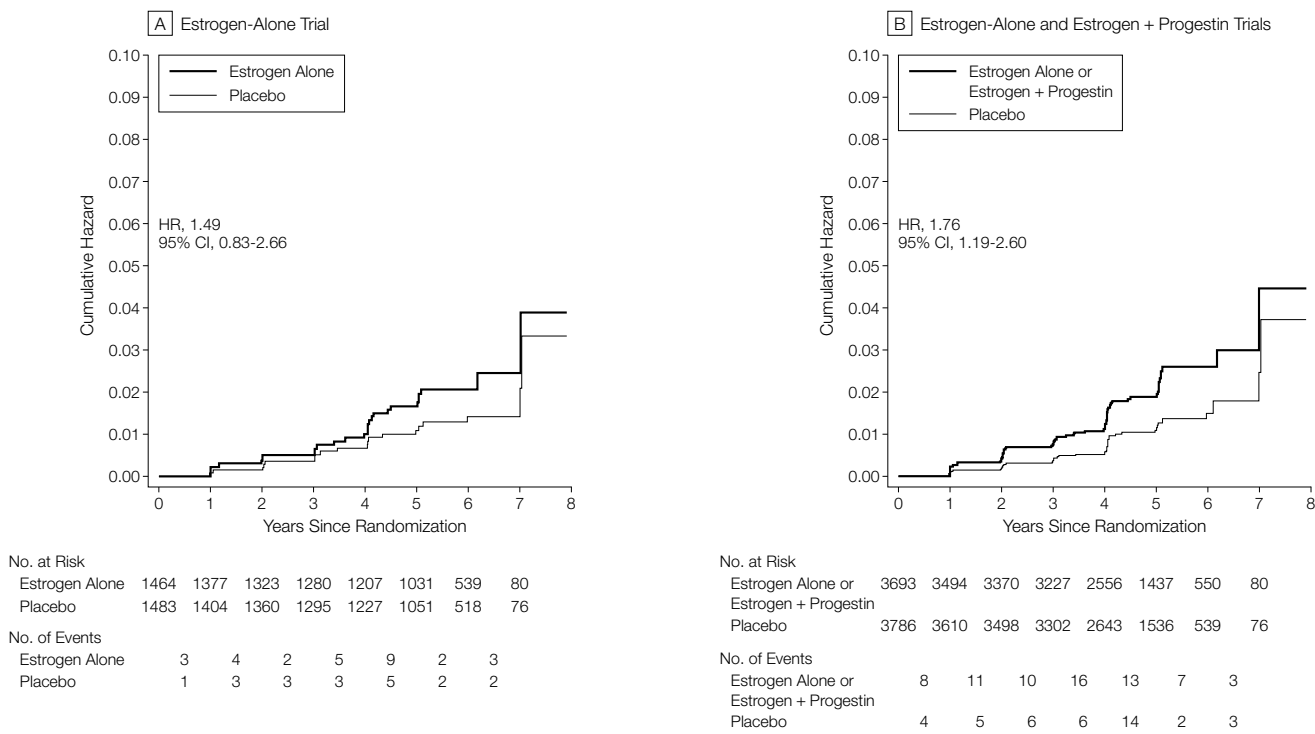 A Estrogen-Alone Trial
0.10
0.09
0.08
0.07
0.06
0.05
0.04
0.03
0.02
0.01
0.00
Cumulative Hazard
Estrogen Alone
Placebo
HR, 1.49
95% CI, 0.83-2.66
0 1 2 3 4 5 6 7 8
Years Since Randomization
No. at Risk
Estrogen Alone 1464 1377 1323 1280 1207 1031 539 80
Placebo 1483 1404 1360 1295 1227 1051 518 76
No. of Events
Estrogen Alone 3 4 2 5 9 2 3
Placebo 1 3 3 3 5 2 2
B Estrogen-Alone and Estrogen + Progestin Trials
0.10
0.09
0.08
0.07
0.06
0.05
0.04
0.03
0.02
0.01
0.00
Cumulative Hazard
Estrogen Alone or
Estrogen + Progestin
Placebo
HR, 1.76
95% CI, 1.19-2.60
0 1 2 3 4 5 6 7 8
Years Since Randomization
No. at Risk
Estrogen Alone or 3693 3494 3370 3227 2556 1437 550 80
Estrogen + Progestin
Placebo 3786 3610 3498 3302 2643 1536 539 76
No. of Events
Estrogen Alone or 8 11 10 16 13 7 3
Estrogen + Progestin
Placebo 4 5 6 6 14 2 3